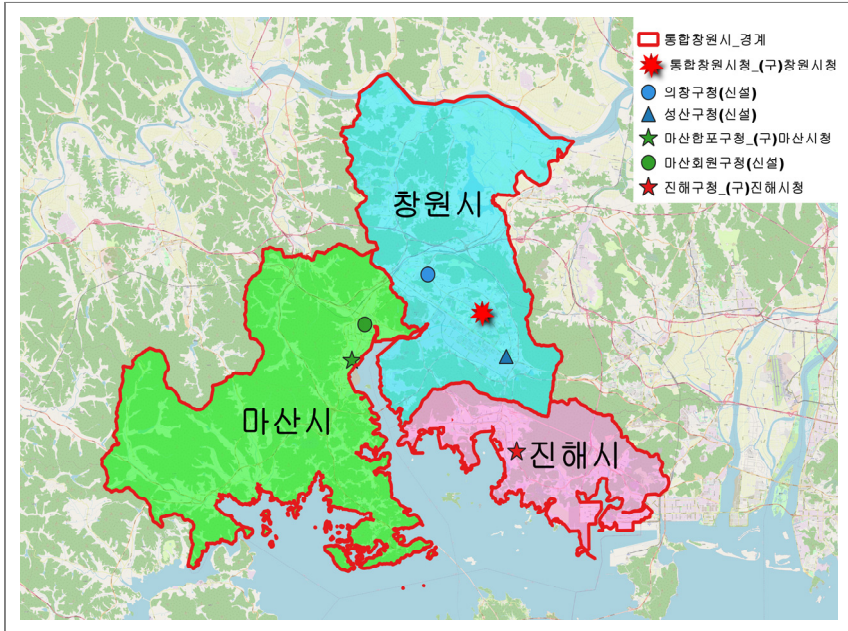 통합창원시_경계
통합창원시청_(구)창원시청
의창구청(신설)
성산구청(신설)
마산합포구청_(구)마산시청
마산회원구청(신설)
진해구청_(구)진해시청
창원시
마산시
진해시